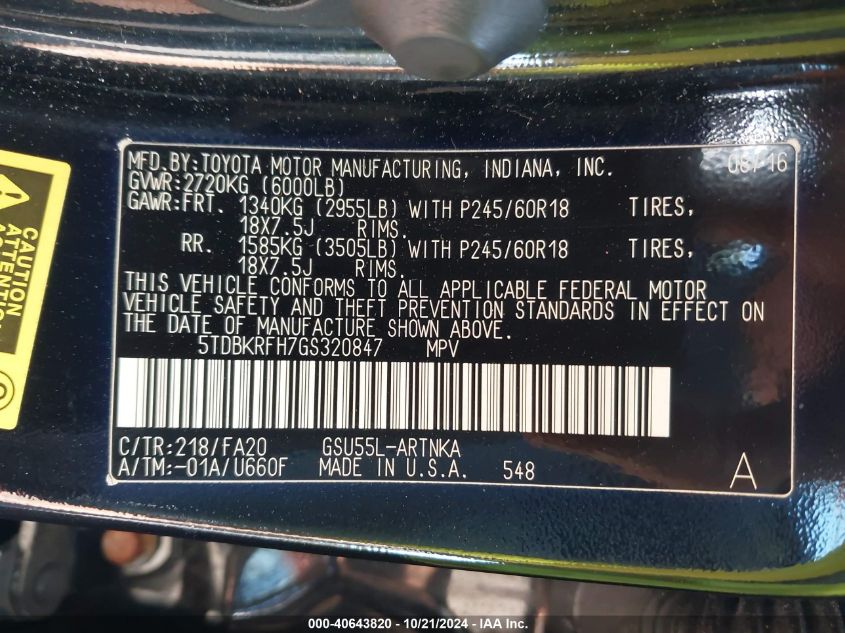 MFD.BY:TOYOTA MOTOR MANUFACTURING, INDIANA, INC. 08/16
GVWR:2720KG (6000LB)
GAWR:FRT. 1340KG (2955LB) WITH P245/60R18 TIRES,
18X7.5J RIMS.
RR. 1585KG (3505LB) WITH P245/60R18 TIRES,
18X7.5J RIMS.
THIS VEHICLE CONFORMS TO ALL APPLICABLE FEDERAL MOTOR
VEHICLE SAFETY AND THEFT PREVENTION STANDARDS IN EFFECT ON
THE DATE OF MANUFACTURE SHOWN ABOVE.
5TDBKRFH7GS320847 MPV
C/TR:218/FA20 GSU55L-ARTNKA
A/TM:-01A/U660F MADE IN U.S.A. 548
A
CAUTION
ATTENTION
000-40643820 - 10/21/2024 - IAA Inc.